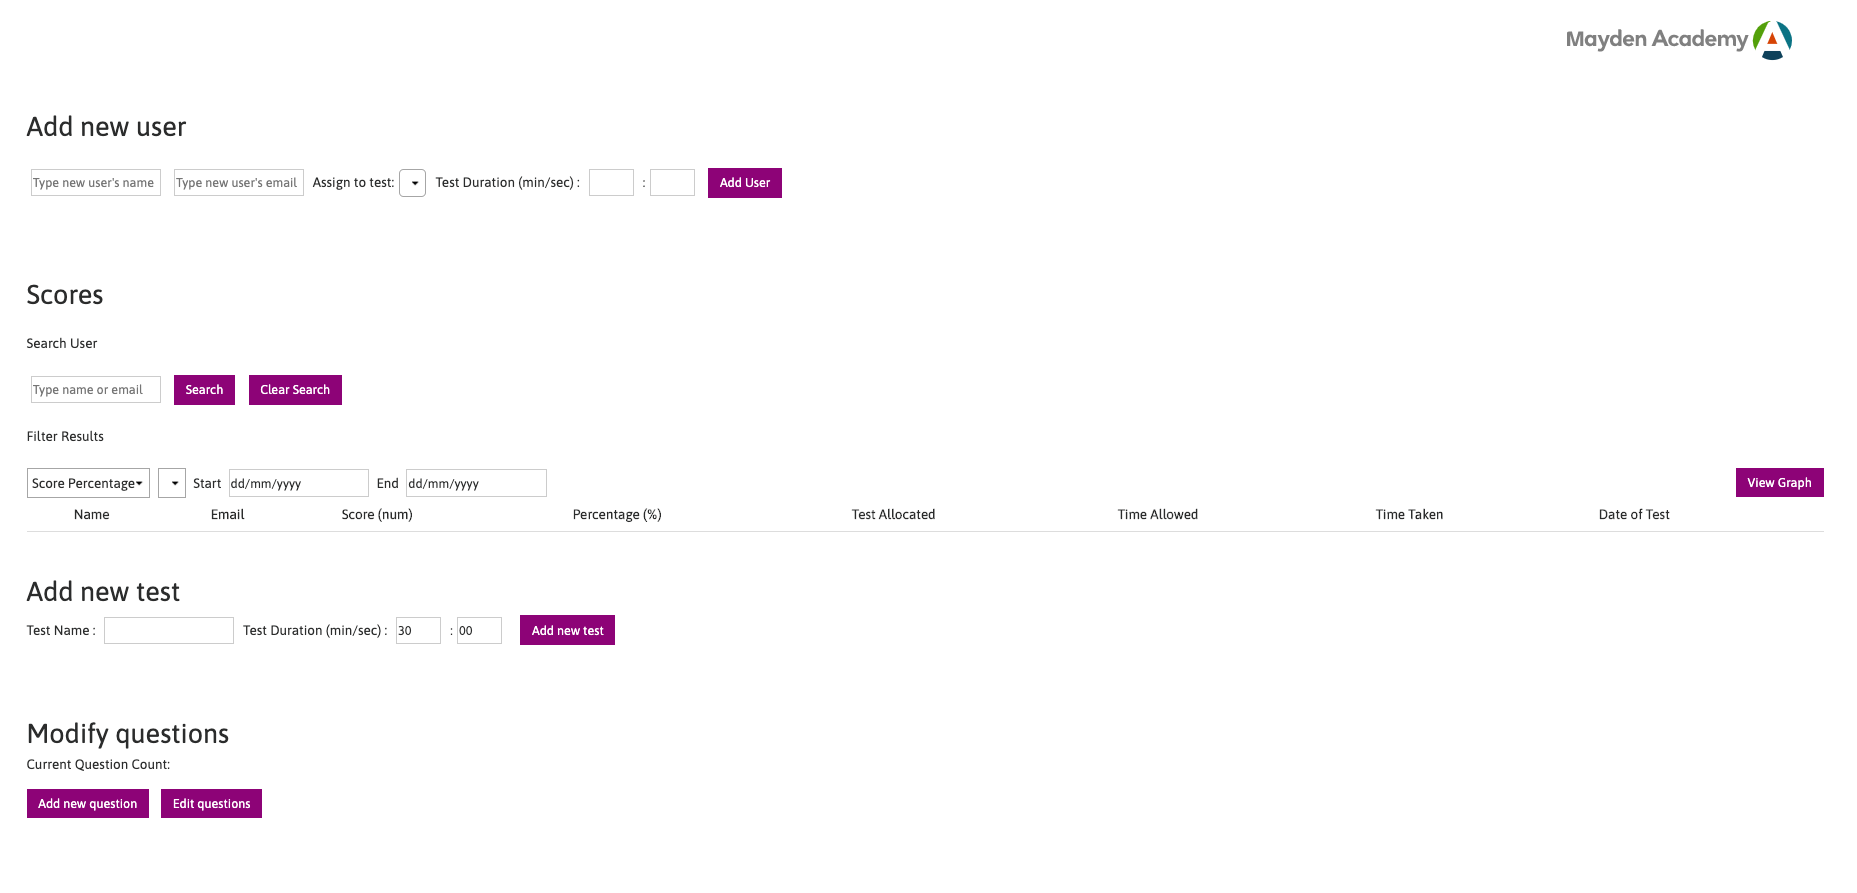 Mayden Academy
Add new user
Type new user's name Type new user's email Assign to test: Test Duration (min/sec) : : Add User
Scores
Search User
Type name or email Search Clear Search
Filter Results
Score Percentage Start dd/mm/yyyy End dd/mm/yyyy View Graph
Name Email Score (num) Percentage (%) Test Allocated Time Allowed Time Taken Date of Test
Add new test
Test Name : Test Duration (min/sec) : 30 : 00 Add new test
Modify questions
Current Question Count:
Add new question Edit questions